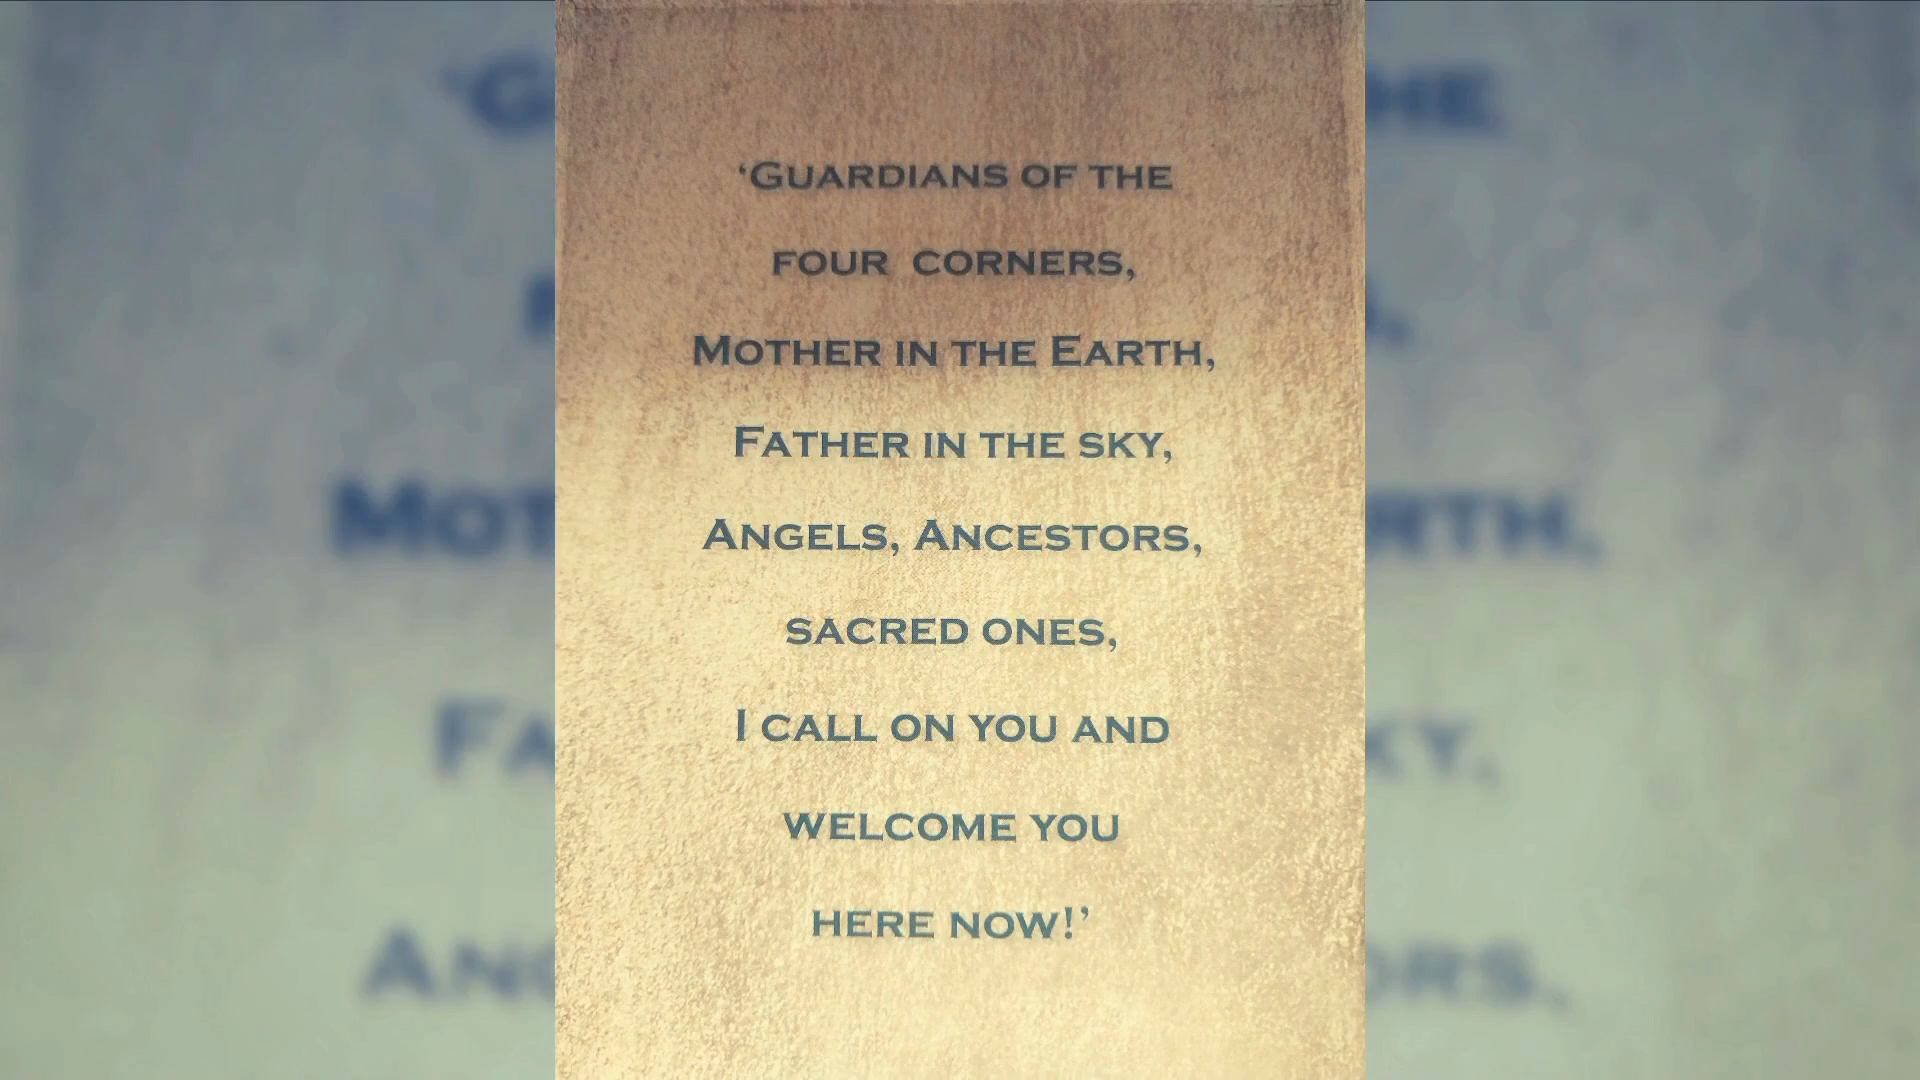 ‘Guardians of the
four corners,
Mother in the Earth,
Father in the sky,
Angels, Ancestors,
sacred ones,
I call on you and
welcome you
here now!’